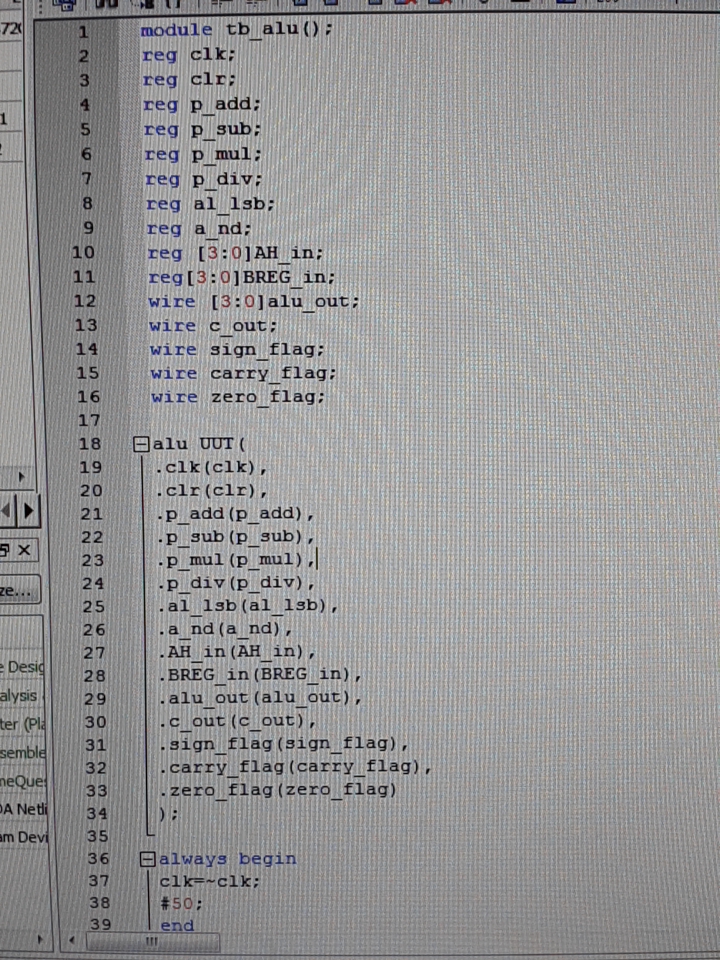 1 module tb_alu();
2 reg clk;
3 reg clr;
4 reg p_add;
5 reg p_sub;
6 reg p_mul;
7 reg p_div;
8 reg al_lsb;
9 reg a_nd;
10 reg [3:0]AH_in;
11 reg[3:0]BREG_in;
12 wire [3:0]alu_out;
13 wire c_out;
14 wire sign_flag;
15 wire carry_flag;
16 wire zero_flag;
17
18 alu UUT(
19 .clk(clk),
20 .clr(clr),
21 .p_add(p_add),
22 .p_sub(p_sub),
23 .p_mul(p_mul),
24 .p_div(p_div),
25 .al_lsb(al_lsb),
26 .a_nd(a_nd),
27 .AH_in(AH_in),
28 .BREG_in(BREG_in),
29 .alu_out(alu_out),
30 .c_out(c_out),
31 .sign_flag(sign_flag),
32 .carry_flag(carry_flag),
33 .zero_flag(zero_flag)
34 );
35
36 always begin
37 clk=~clk;
38 #50;
39 end
ze...
e Desig
alysis
ter (Pla
semble
neQues
DA Netli
am Devi